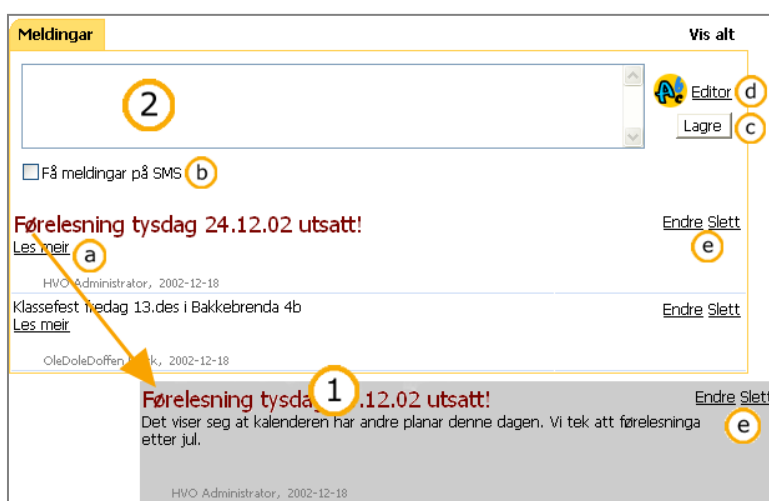 Meldingar Vis alt
2
Editor d
Lagre c
Få meldingar på SMS b
Førelesning tysdag 24.12.02 utsatt! Endre Slett
Les meir a e
HVO Administrator, 2002-12-18
Klassefest fredag 13.des i Bakkebrenda 4b Endre Slett
Les meir
OleDoleDoffen, 2002-12-18
Førelesning tysdag 1 .12.02 utsatt! Endre Slett
Det viser seg at kalenderen har andre planar denne dagen. Vi tek att førelesninga e
etter jul.
HVO Administrator, 2002-12-18